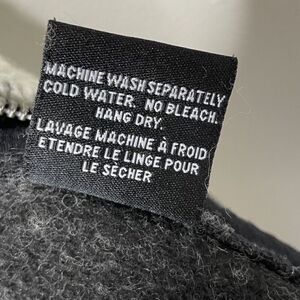 MACHINE WASH SEPARATELY
COLD WATER. NO BLEACH.
HANG DRY.
LAVAGE MACHINE À FROID
ETENDRE LE LINGE POUR
LE SÉCHER